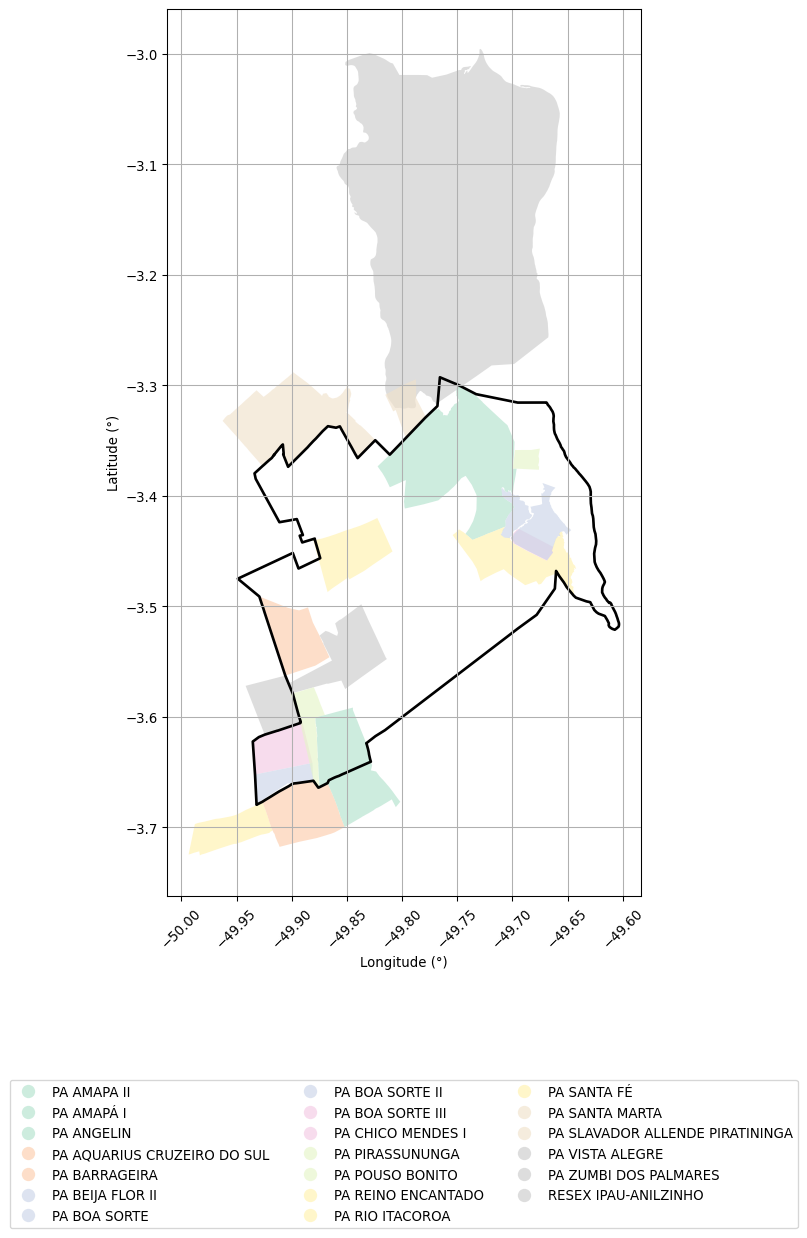 −3.0
−3.1
−3.2
−3.3
−3.4
−3.5
−3.6
−3.7
Latitude (°)
−50.00
−49.95
−49.90
−49.85
−49.80
−49.75
−49.70
−49.65
−49.60
Longitude (°)
PA AMAPA II
PA AMAPÁ I
PA ANGELIN
PA AQUARIUS CRUZEIRO DO SUL
PA BARRAGEIRA
PA BEIJA FLOR II
PA BOA SORTE
PA BOA SORTE II
PA BOA SORTE III
PA CHICO MENDES I
PA PIRASSUNUNGA
PA POUSO BONITO
PA REINO ENCANTADO
PA RIO ITACOROA
PA SANTA FÉ
PA SANTA MARTA
PA SLAVADOR ALLENDE PIRATININGA
PA VISTA ALEGRE
PA ZUMBI DOS PALMARES
RESEX IPAU-ANILZINHO